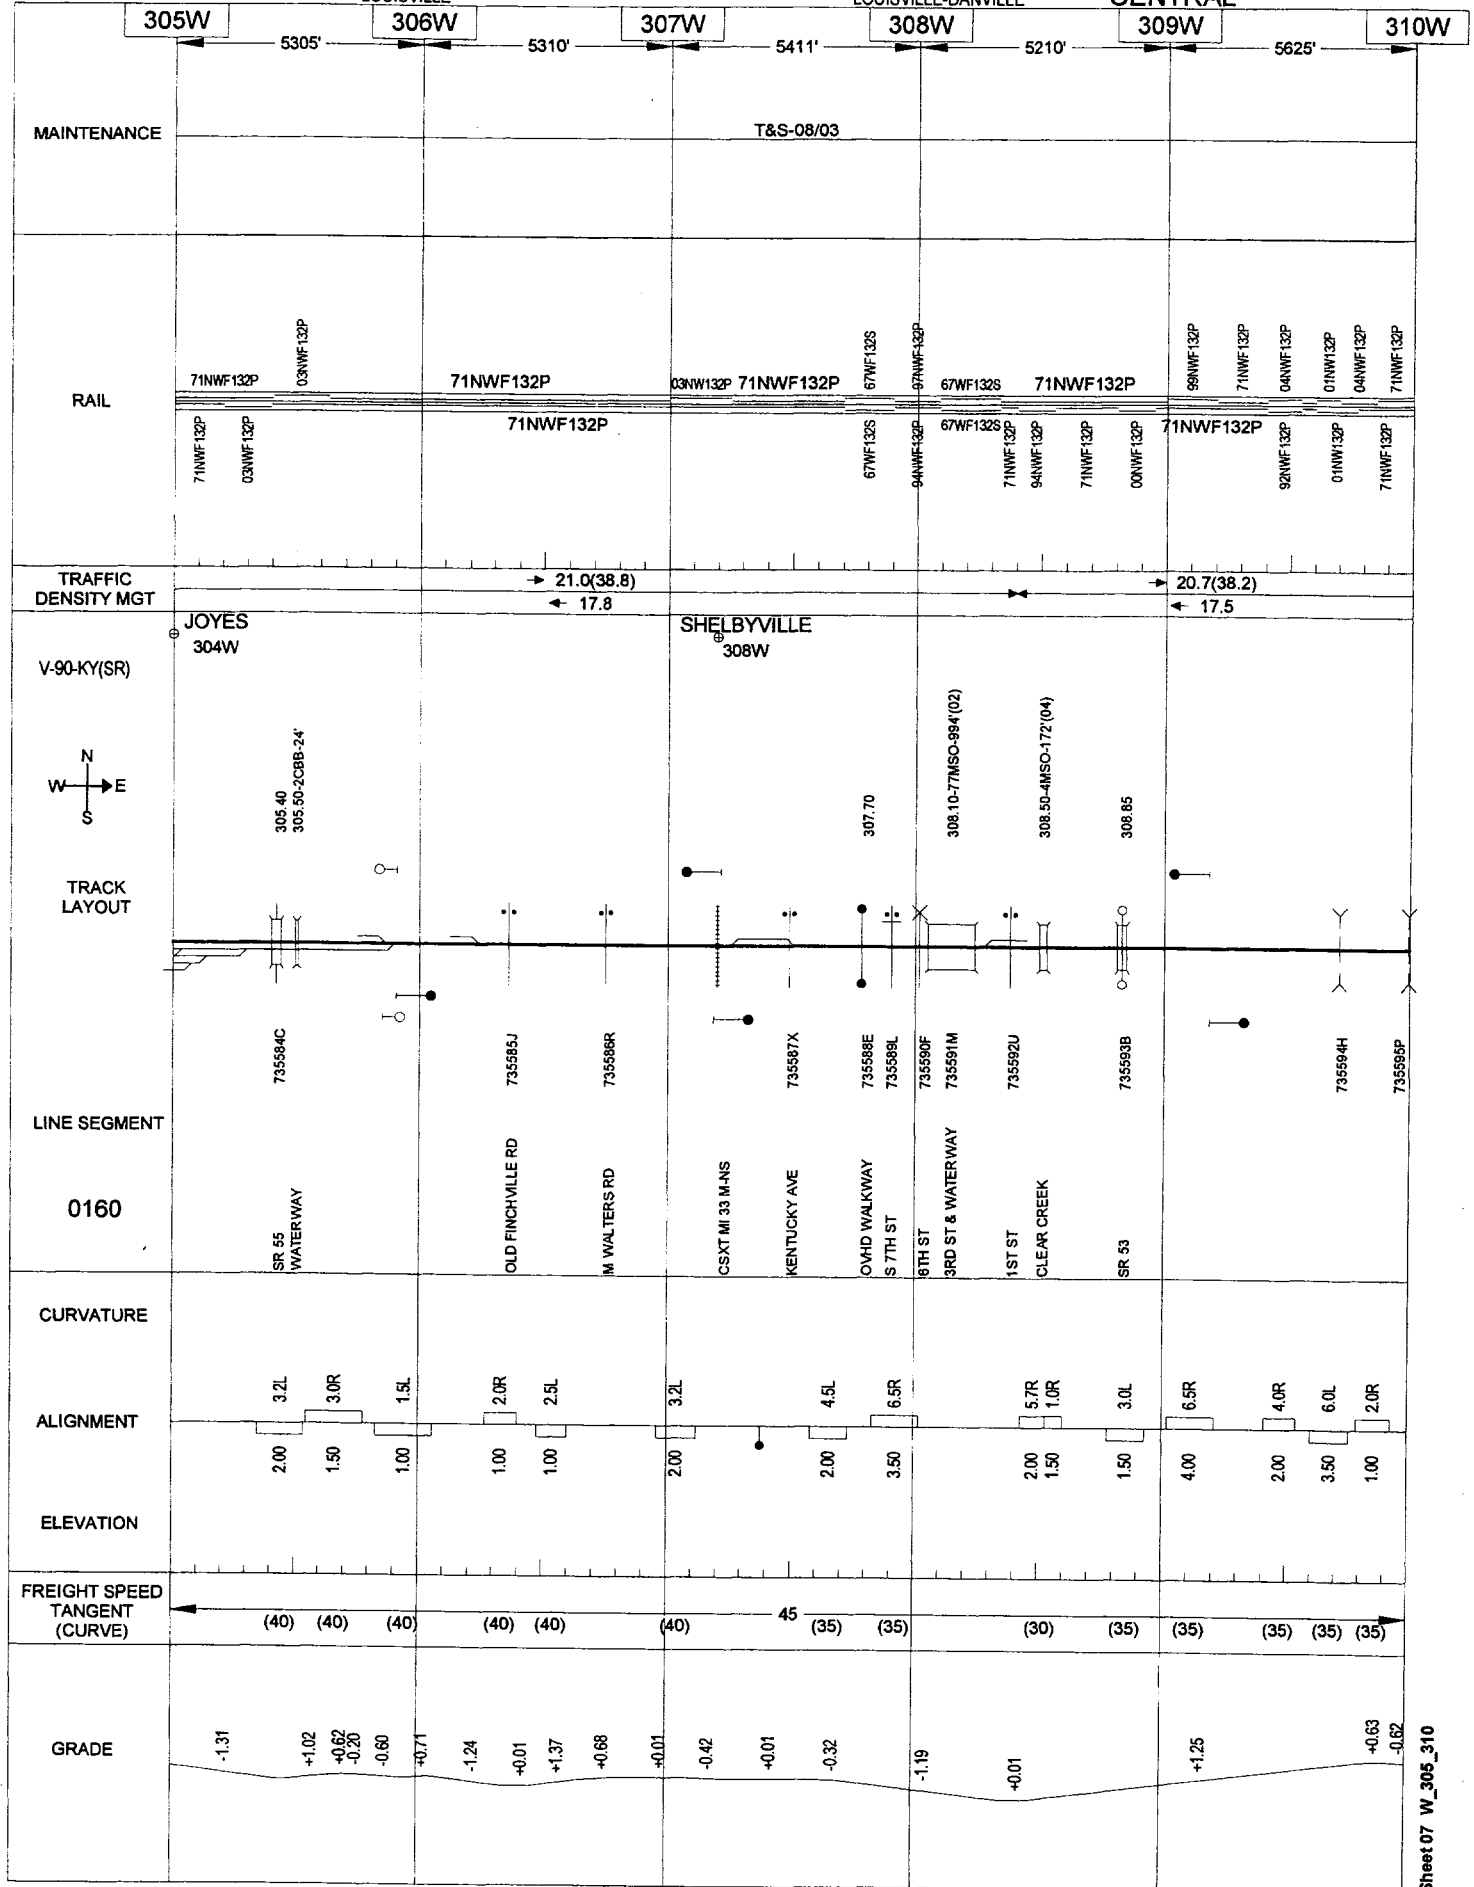 LOUISVILLE
LOUISVILLE-DANVILLE
CENTRAL
305W 306W 307W 308W 309W 310W
5305' 5310' 5411' 5210' 5625'
MAINTENANCE
T&S-08/03
RAIL
03NWF132P
67WF132S
97NWF132P
99NWF132P
71NWF132P
04NWF132P
01NW132P
04NWF132P
71NWF132P
71NWF132P 71NWF132P 03NW132P 71NWF132P 67WF132S 71NWF132P
71NWF132P 67WF132S 71NWF132P
71NWF132P
03NWF132P
67WF132S
94NWF132P
71NWF132P
94NWF132P
71NWF132P
00NWF132P
92NWF132P
01NW132P
71NWF132P
TRAFFIC
DENSITY MGT
21.0(38.8) 20.7(38.2)
17.8 17.5
JOYES
304W
SHELBYVILLE
308W
V-90-KY(SR)
N
W E
S
305.40
305.50-2CBB-24'
307.70
308.10-77MSO-994'(02)
308.50-4MSO-172'(04)
308.85
TRACK
LAYOUT
735584C
735585J
735586R
735587X
735588E
735589L
735590F
735591M
735592U
735593B
735594H
735595P
LINE SEGMENT
0160
SR 55
WATERWAY
OLD FINCHVILLE RD
M WALTERS RD
CSXT MI 33 M-NS
KENTUCKY AVE
OVHD WALKWAY
S 7TH ST
6TH ST
3RD ST & WATERWAY
1ST ST
CLEAR CREEK
SR 53
CURVATURE
3.2L 3.0R 1.5L 2.0R 2.5L 3.2L 4.5L 6.5R 5.7R 1.0R 3.0L 6.5R 4.0R 6.0L 2.0R
ALIGNMENT
2.00 1.50 1.00 1.00 1.00 2.00 2.00 3.50 2.00 1.50 1.50 4.00 2.00 3.50 1.00
ELEVATION
FREIGHT SPEED
TANGENT
(CURVE)
45
(40) (40) (40) (40) (40) (40) (35) (35) (30) (35) (35) (35) (35) (35)
GRADE
-1.31 +1.02 +0.62 -0.20 -0.60 +0.71 -1.24 +0.01 +1.37 +0.68 +0.01 -0.42 +0.01 -0.32 -1.19 +0.01 +1.25 +0.63 -0.62
Sheet 07 W_305_310